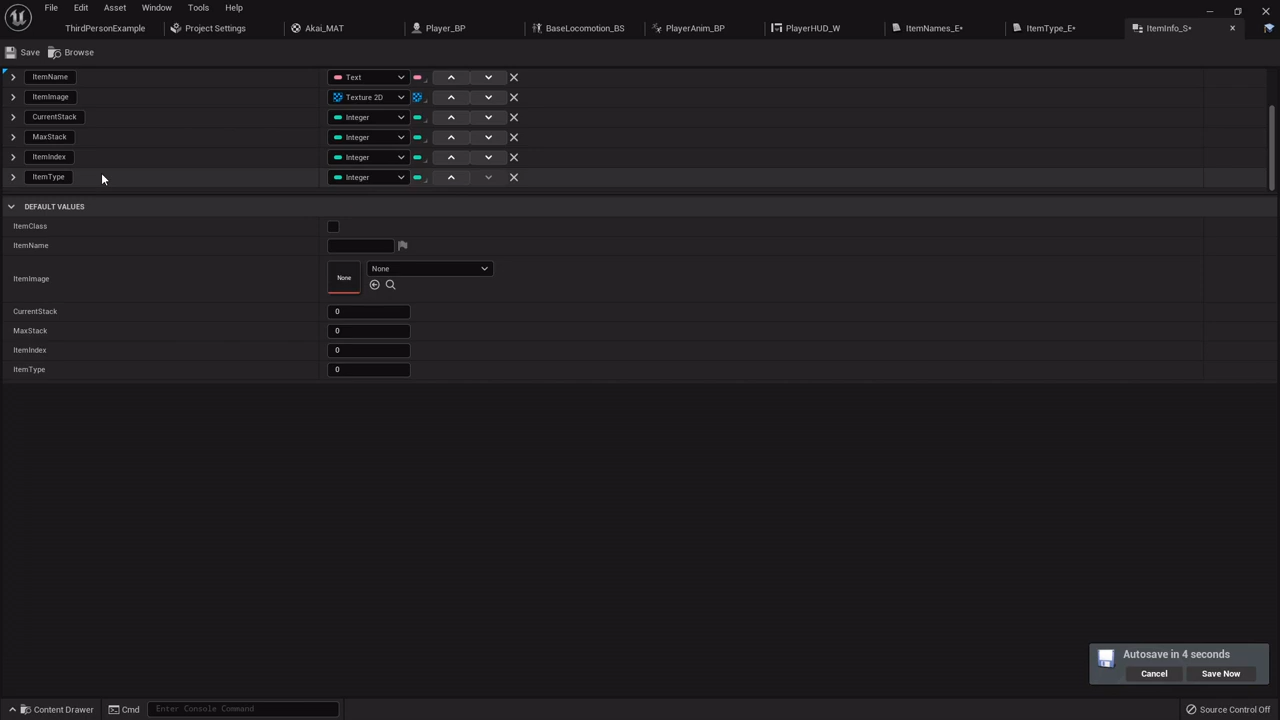 File Edit Asset Window Tools Help
ThirdPersonExample Project Settings Akai_MAT Player_BP BaseLocomotion_BS PlayerAnim_BP PlayerHUD_W ItemNames_E* ItemType_E* ItemInfo_S*
Save Browse
ItemName Text
ItemImage Texture 2D
CurrentStack Integer
MaxStack Integer
ItemIndex Integer
ItemType Integer
DEFAULT VALUES
ItemClass
ItemName
ItemImage None None
CurrentStack 0
MaxStack 0
ItemIndex 0
ItemType 0
Autosave in 4 seconds
Cancel Save Now
Content Drawer Cmd Enter Console Command Source Control Off